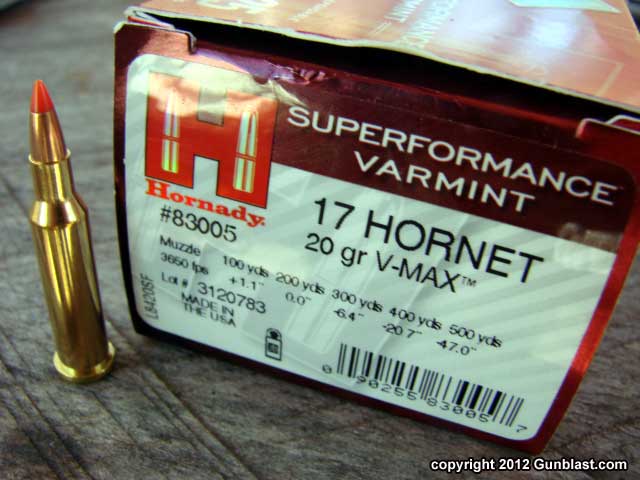 SUPERFORMANCE™
VARMINT
H
Hornady.
#83005
17 HORNET
20 gr V-MAX™
Muzzle 100 yds 200 yds 300 yds 400 yds 500 yds
3650 fps +1.1" 0.0" -6.4" -20.7" -47.0"
Lot # 3120783
MADE IN
THE USA
L8420SF
0 90255 83005 7
copyright 2012 Gunblast.com